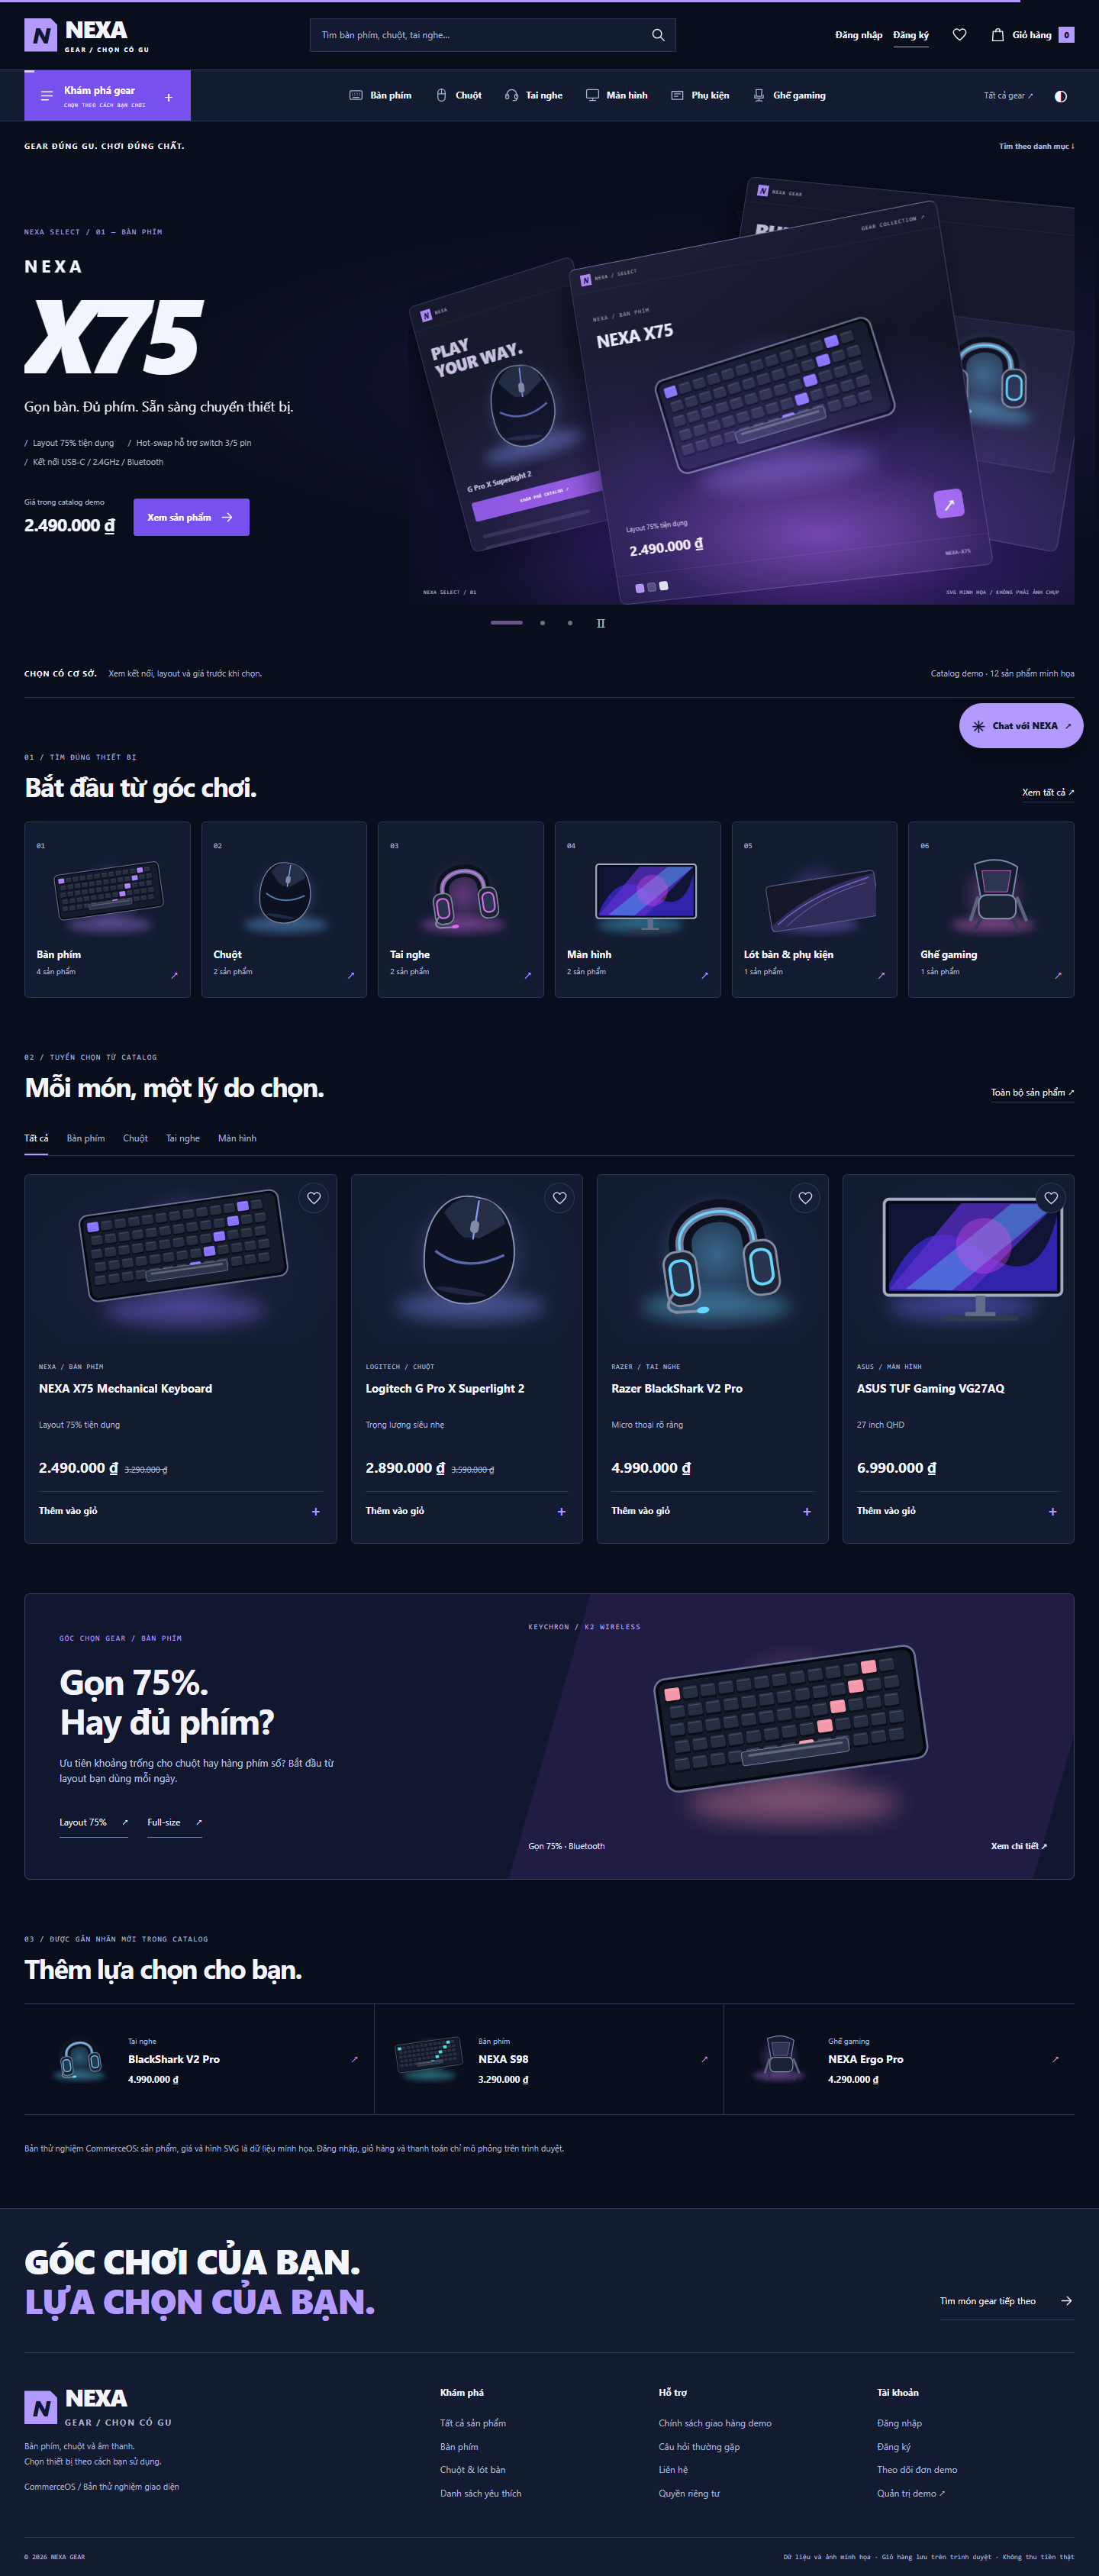 NEXA
GEAR / CHỌN CÓ GU
Tìm bàn phím, chuột, tai nghe...
Đăng nhập
Đăng ký
Giỏ hàng
0
Khám phá gear
CHỌN THEO CÁCH BẠN CHƠI
+
Bàn phím
Chuột
Tai nghe
Màn hình
Phụ kiện
Ghế gaming
Tất cả gear ↗
GEAR ĐÚNG GU. CHƠI ĐÚNG CHẤT.
Tìm theo danh mục ↓
NEXA SELECT / 01 — BÀN PHÍM
NEXA
X75
Gọn bàn. Đủ phím. Sẵn sàng chuyển thiết bị.
/ Layout 75% tiện dụng
/ Hot-swap hỗ trợ switch 3/5 pin
/ Kết nối USB-C / 2.4GHz / Bluetooth
Giá trong catalog demo
2.490.000 ₫
Xem sản phẩm →
N NEXA
PLAY
YOUR WAY.
G Pro X Superlight 2
KHÁM PHÁ CATALOG ↗
N NEXA GEAR
N NEXA / SELECT
GEAR COLLECTION ↗
NEXA / BÀN PHÍM
NEXA X75
Layout 75% tiện dụng
2.490.000 ₫
↗
NEXA-X75
NEXA SELECT / 01
SVG MINH HỌA / KHÔNG PHẢI ẢNH CHỤP
CHỌN CÓ CƠ SỞ.
Xem kết nối, layout và giá trước khi chọn.
Catalog demo · 12 sản phẩm minh họa
Chat với NEXA ↗
01 / TÌM ĐÚNG THIẾT BỊ
Bắt đầu từ góc chơi.
Xem tất cả ↗
01
Bàn phím
4 sản phẩm
↗
02
Chuột
2 sản phẩm
↗
03
Tai nghe
2 sản phẩm
↗
04
Màn hình
2 sản phẩm
↗
05
Lót bàn & phụ kiện
1 sản phẩm
↗
06
Ghế gaming
1 sản phẩm
↗
02 / TUYỂN CHỌN TỪ CATALOG
Mỗi món, một lý do chọn.
Toàn bộ sản phẩm ↗
Tất cả
Bàn phím
Chuột
Tai nghe
Màn hình
NEXA / BÀN PHÍM
NEXA X75 Mechanical Keyboard
Layout 75% tiện dụng
2.490.000 ₫ 3.290.000 ₫
Thêm vào giỏ +
LOGITECH / CHUỘT
Logitech G Pro X Superlight 2
Trọng lượng siêu nhẹ
2.890.000 ₫ 3.590.000 ₫
Thêm vào giỏ +
RAZER / TAI NGHE
Razer BlackShark V2 Pro
Micro thoại rõ ràng
4.990.000 ₫
Thêm vào giỏ +
ASUS / MÀN HÌNH
ASUS TUF Gaming VG27AQ
27 inch QHD
6.990.000 ₫
Thêm vào giỏ +
GÓC CHỌN GEAR / BÀN PHÍM
Gọn 75%.
Hay đủ phím?
Ưu tiên khoảng trống cho chuột hay hàng phím số? Bắt đầu từ
layout bạn dùng mỗi ngày.
Layout 75% ↗
Full-size ↗
KEYCHRON / K2 WIRELESS
Gọn 75% · Bluetooth
Xem chi tiết ↗
03 / ĐƯỢC GẮN NHÃN MỚI TRONG CATALOG
Thêm lựa chọn cho bạn.
Tai nghe
BlackShark V2 Pro
4.990.000 ₫
↗
Bàn phím
NEXA S98
3.290.000 ₫
↗
Ghế gaming
NEXA Ergo Pro
4.290.000 ₫
↗
Bản thử nghiệm CommerceOS: sản phẩm, giá và hình SVG là dữ liệu minh họa. Đăng nhập, giỏ hàng và thanh toán chỉ mô phỏng trên trình duyệt.
GÓC CHƠI CỦA BẠN.
LỰA CHỌN CỦA BẠN.
Tìm món gear tiếp theo →
N NEXA
GEAR / CHỌN CÓ GU
Bàn phím, chuột và âm thanh.
Chọn thiết bị theo cách bạn sử dụng.
CommerceOS / Bản thử nghiệm giao diện
Khám phá
Tất cả sản phẩm
Bàn phím
Chuột & lót bàn
Danh sách yêu thích
Hỗ trợ
Chính sách giao hàng demo
Câu hỏi thường gặp
Liên hệ
Quyền riêng tư
Tài khoản
Đăng nhập
Đăng ký
Theo dõi đơn demo
Quản trị demo ↗
© 2026 NEXA GEAR
Dữ liệu và ảnh minh họa · Giỏ hàng lưu trên trình duyệt · Không thu tiền thật